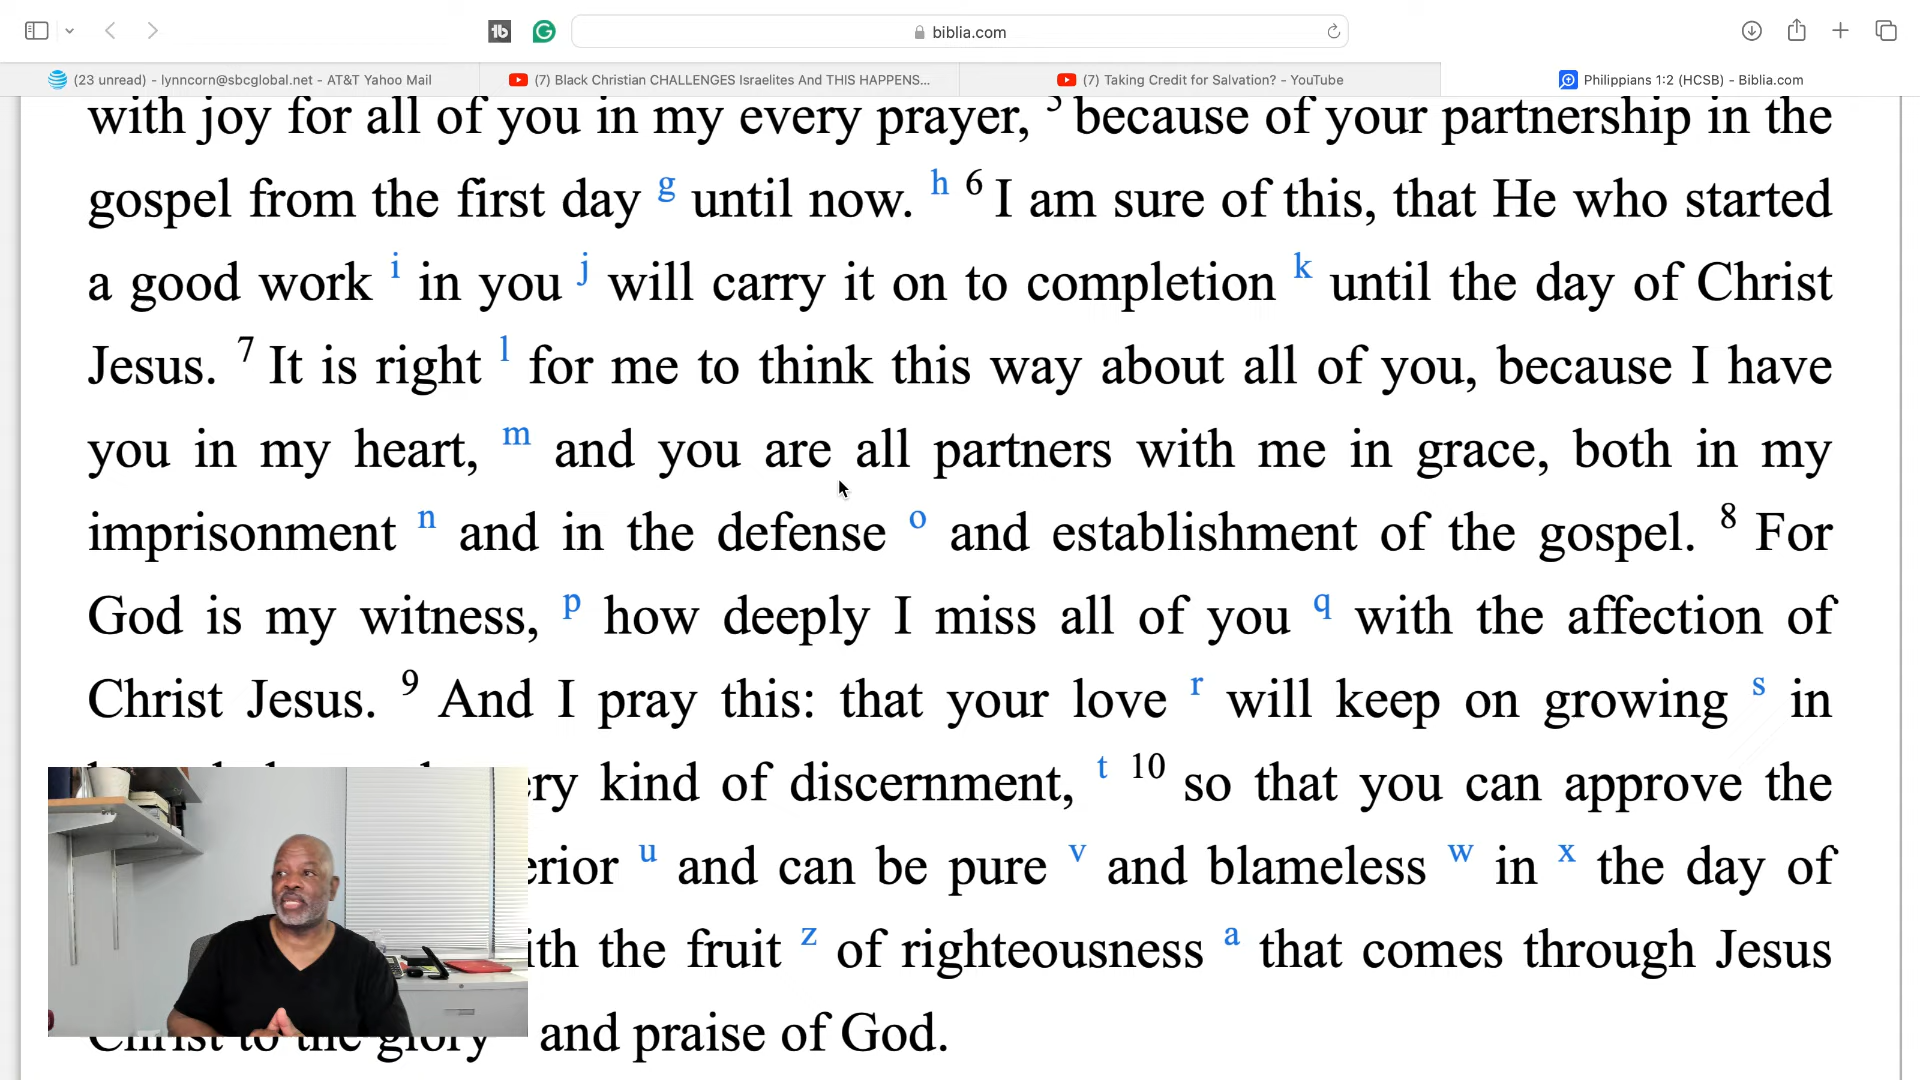 biblia.com
(23 unread) - lynncorn@sbcglobal.net - AT&T Yahoo Mail
(7) Black Christian CHALLENGES Israelites And THIS HAPPENS...
(7) Taking Credit for Salvation? - YouTube
Philippians 1:2 (HCSB) - Biblia.com
with joy for all of you in my every prayer, 5 because of your partnership in the
gospel from the first day g until now. h 6 I am sure of this, that He who started
a good work i in you j will carry it on to completion k until the day of Christ
Jesus. 7 It is right l for me to think this way about all of you, because I have
you in my heart, m and you are all partners with me in grace, both in my
imprisonment n and in the defense o and establishment of the gospel. 8 For
God is my witness, p how deeply I miss all of you q with the affection of
Christ Jesus. 9 And I pray this: that your love r will keep on growing s in
ry kind of discernment, t 10 so that you can approve the
erior u and can be pure v and blameless w in x the day of
ith the fruit z of righteousness a that comes through Jesus
Christ to the glory and praise of God.